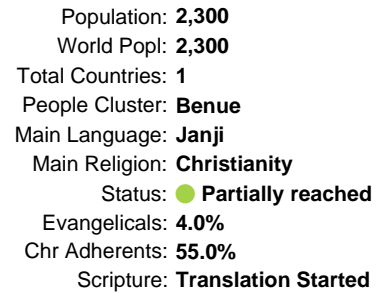 Population: 2,300
World Popl: 2,300
Total Countries: 1
People Cluster: Benue
Main Language: Janji
Main Religion: Christianity
Status: Partially reached
Evangelicals: 4.0%
Chr Adherents: 55.0%
Scripture: Translation Started